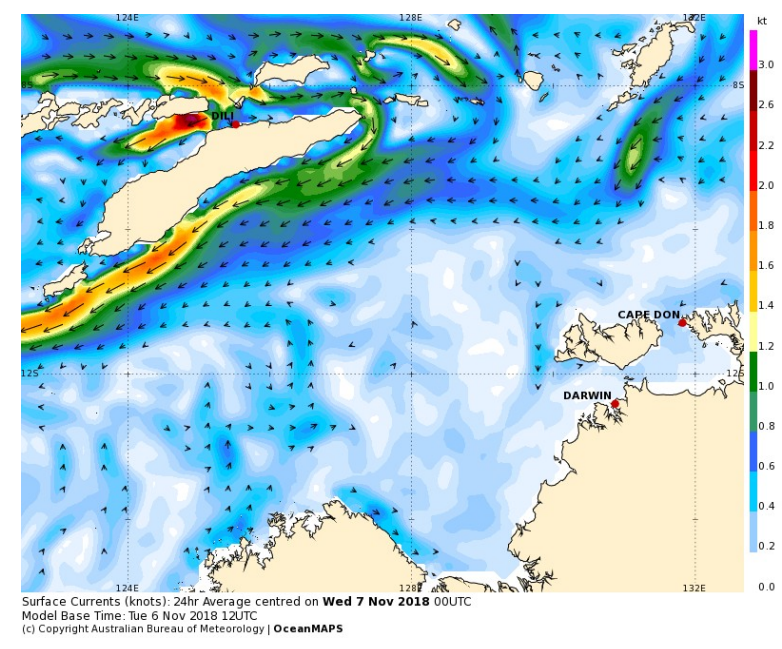 124E 128E 132E
kt
3.0
8S 8S
2.6
DILI
2.2
2.0
1.8
1.6
1.4
CAPE DON
1.2
12S 12S
1.0
DARWIN
0.8
0.6
0.4
0.2
124E 128E 132E
0.0
Surface Currents (knots): 24hr Average centred on Wed 7 Nov 2018 00UTC
Model Base Time: Tue 6 Nov 2018 12UTC
(c) Copyright Australian Bureau of Meteorology | OceanMAPS